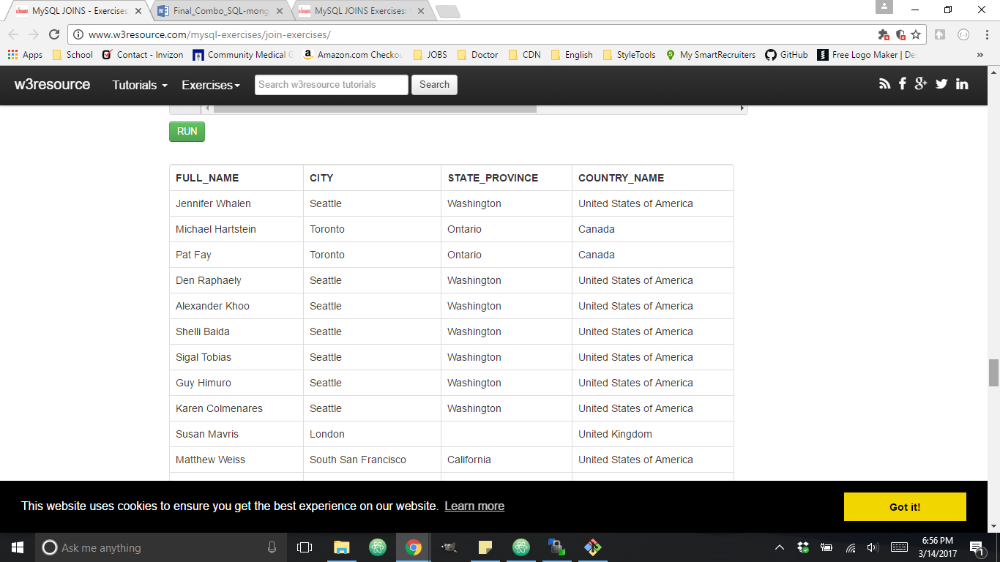 MySQL JOINS - Exercises
Final_Combo_SQL-mong
MySQL JOINS Exercises:
www.w3resource.com/mysql-exercises/join-exercises/
Apps School Contact - Invizon Community Medical Amazon.com Checkou JOBS Doctor CDN English StyleTools My SmartRecruiters GitHub Free Logo Maker | De »
w3resource Tutorials Exercises Search w3resource tutorials Search
RUN
FULL_NAME CITY STATE_PROVINCE COUNTRY_NAME
Jennifer Whalen Seattle Washington United States of America
Michael Hartstein Toronto Ontario Canada
Pat Fay Toronto Ontario Canada
Den Raphaely Seattle Washington United States of America
Alexander Khoo Seattle Washington United States of America
Shelli Baida Seattle Washington United States of America
Sigal Tobias Seattle Washington United States of America
Guy Himuro Seattle Washington United States of America
Karen Colmenares Seattle Washington United States of America
Susan Mavris London United Kingdom
Matthew Weiss South San Francisco California United States of America
This website uses cookies to ensure you get the best experience on our website. Learn more Got it!
Ask me anything
6:56 PM
3/14/2017
1